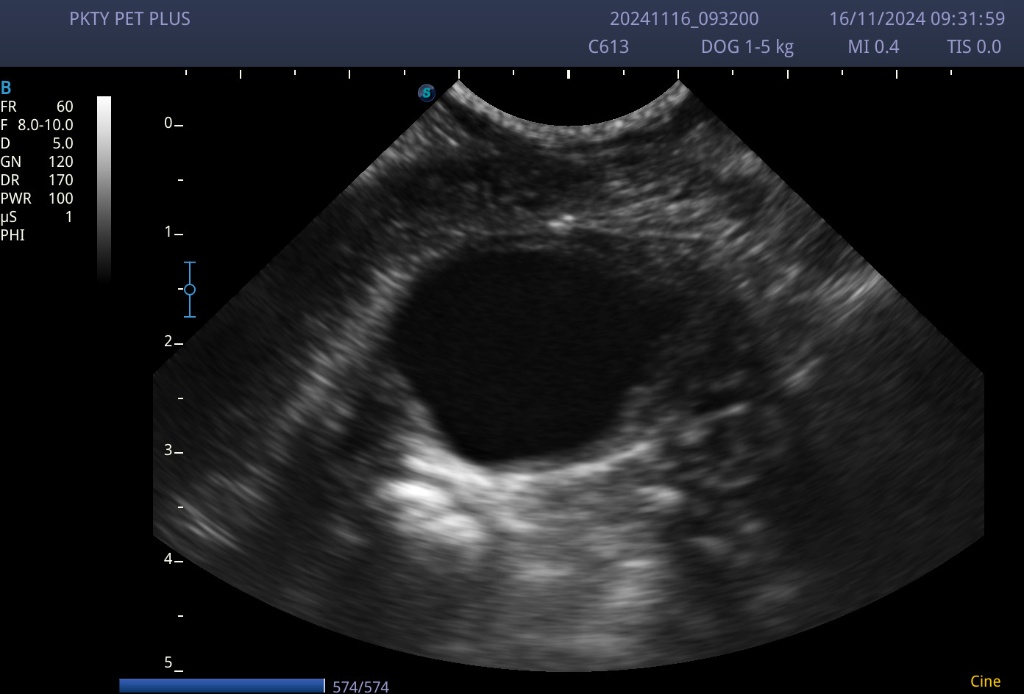 PKTY PET PLUS
20241116_093200
16/11/2024 09:31:59
C613
DOG 1-5 kg
MI 0.4
TIS 0.0
B
FR 60
F 8.0-10.0
D 5.0
GN 120
DR 170
PWR 100
µS 1
PHI
S
0
1
2
3
4
5
574/574
Cine